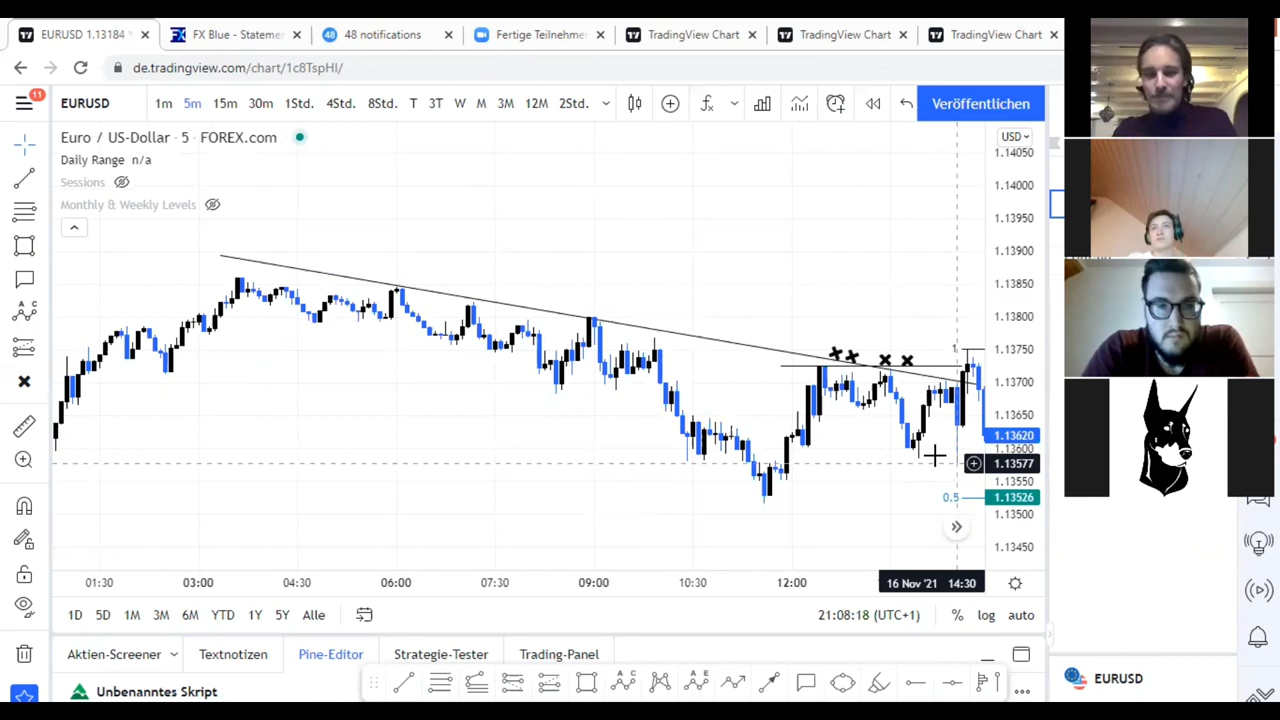 EURUSD 1.13184
FX Blue - Stateme
48 48 notifications
Fertige Teilnehme
TradingView Chart
TradingView Chart
TradingView Chart
de.tradingview.com/chart/1c8TspHI/
11
EURUSD 1m 5m 15m 30m 1Std. 4Std. 8Std. T 3T W M 3M 12M 2Std. Veröffentlichen
Euro / US-Dollar · 5 · FOREX.com
USD
Daily Range n/a
Sessions
Monthly & Weekly Levels
1.14050
1.14000
1.13950
1.13900
1.13850
1.13800
1 1.13750
1.13700
1.13650
1.13620
1.13600
1.13577
1.13550
0.5 1.13526
1.13500
1.13450
01:30 03:00 04:30 06:00 07:30 09:00 10:30 12:00 16 Nov '21 14:30
1D 5D 1M 3M 6M YTD 1Y 5Y Alle 21:08:18 (UTC+1) % log auto
Aktien-Screener Textnotizen Pine-Editor Strategie-Tester Trading-Panel
Unbenanntes Skript
EURUSD